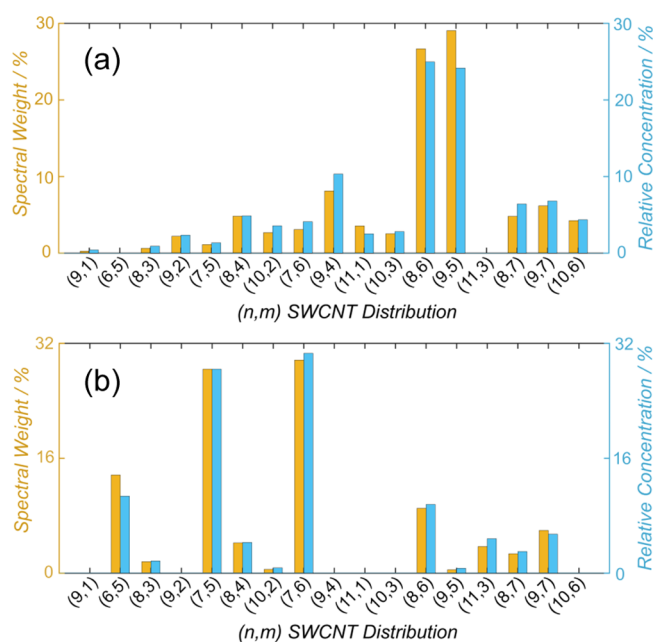 (a)
Spectral Weight / %
30
20
10
0
30
20
10
0
Relative Concentration / %
(9,1) (6,5) (8,3) (9,2) (7,5) (8,4) (10,2) (7,6) (9,4) (11,1) (10,3) (8,6) (9,5) (11,3) (8,7) (9,7) (10,6)
(n,m) SWCNT Distribution
(b)
Spectral Weight / %
32
16
0
32
16
0
Relative Concentration / %
(9,1) (6,5) (8,3) (9,2) (7,5) (8,4) (10,2) (7,6) (9,4) (11,1) (10,3) (8,6) (9,5) (11,3) (8,7) (9,7) (10,6)
(n,m) SWCNT Distribution